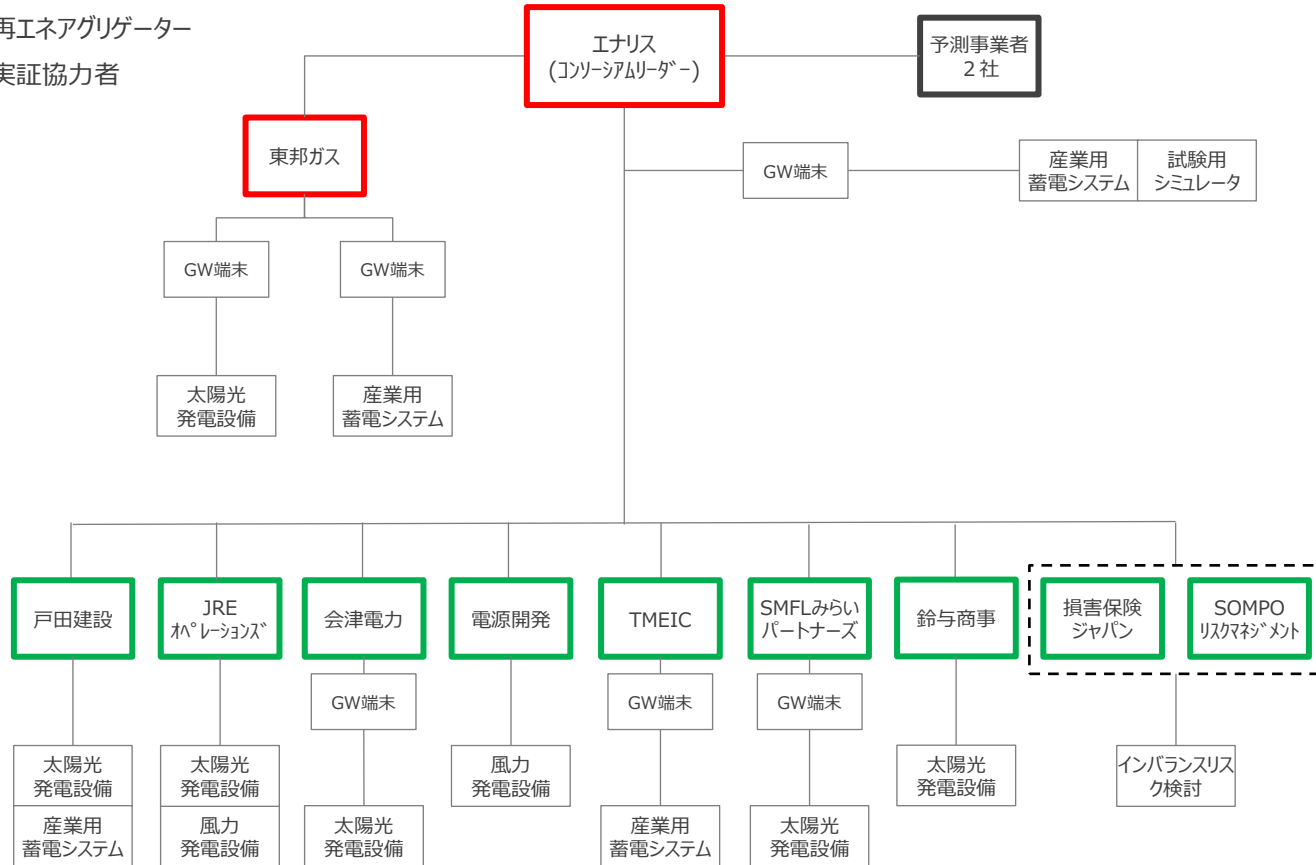 再エネアグリゲーター
実証協力者
エナリス
(ｺﾝｿｰｼｱﾑﾘｰﾀﾞｰ)
予測事業者
２社
東邦ガス
GW端末
産業用
蓄電システム
試験用
シミュレータ
GW端末
GW端末
太陽光
発電設備
産業用
蓄電システム
戸田建設
JRE
ｵﾍﾟﾚｰｼｮﾝｽﾞ
会津電力
電源開発
TMEIC
SMFLみらい
パートナーズ
鈴与商事
損害保険
ジャパン
SOMPO
ﾘｽｸﾏﾈｼﾞﾒﾝﾄ
GW端末
GW端末
GW端末
太陽光
発電設備
産業用
蓄電システム
太陽光
発電設備
風力
発電設備
太陽光
発電設備
風力
発電設備
産業用
蓄電システム
太陽光
発電設備
太陽光
発電設備
インバランスリス
ク検討